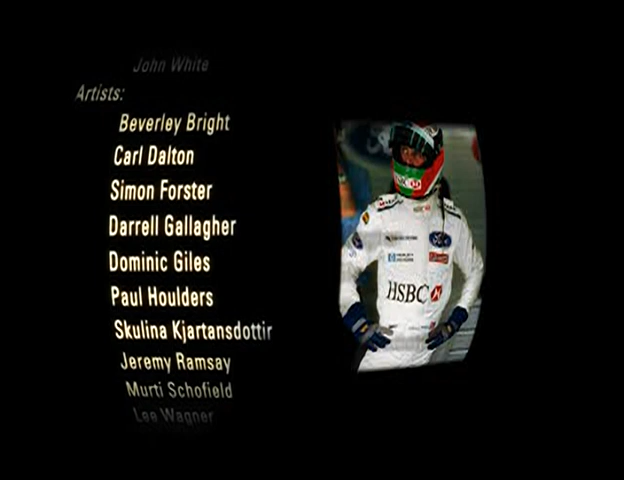 John White
Artists:
Beverley Bright
Carl Dalton
Simon Forster
Darrell Gallagher
Dominic Giles
Paul Houlders
Skulina Kjartansdottir
Jeremy Ramsay
Murti Schofield
Lee Wagner
HSBC